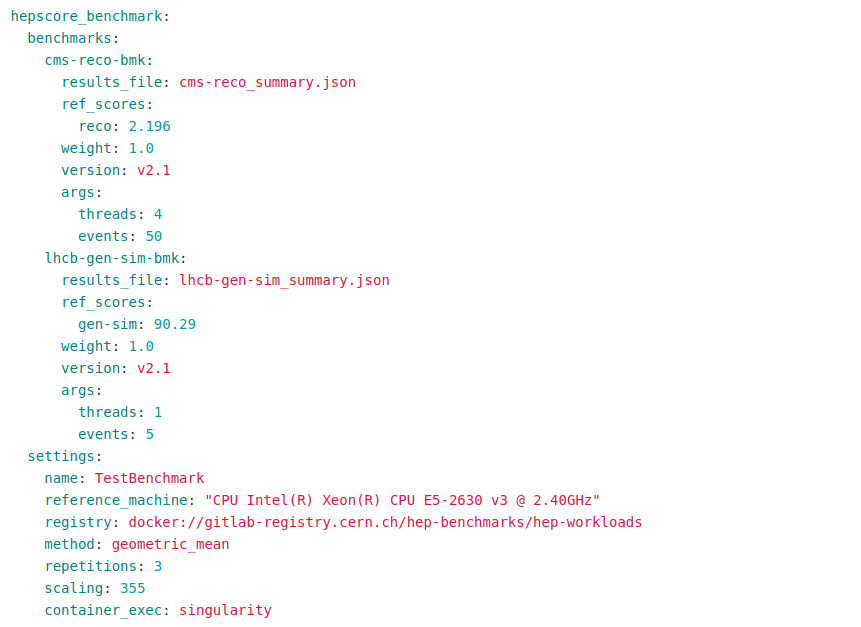 hepscore_benchmark:
  benchmarks:
    cms-reco-bmk:
      results_file: cms-reco_summary.json
      ref_scores:
        reco: 2.196
      weight: 1.0
      version: v2.1
      args:
        threads: 4
        events: 50
    lhcb-gen-sim-bmk:
      results_file: lhcb-gen-sim_summary.json
      ref_scores:
        gen-sim: 90.29
      weight: 1.0
      version: v2.1
      args:
        threads: 1
        events: 5
  settings:
    name: TestBenchmark
    reference_machine: "CPU Intel(R) Xeon(R) CPU E5-2630 v3 @ 2.40GHz"
    registry: docker://gitlab-registry.cern.ch/hep-benchmarks/hep-workloads
    method: geometric_mean
    repetitions: 3
    scaling: 355
    container_exec: singularity